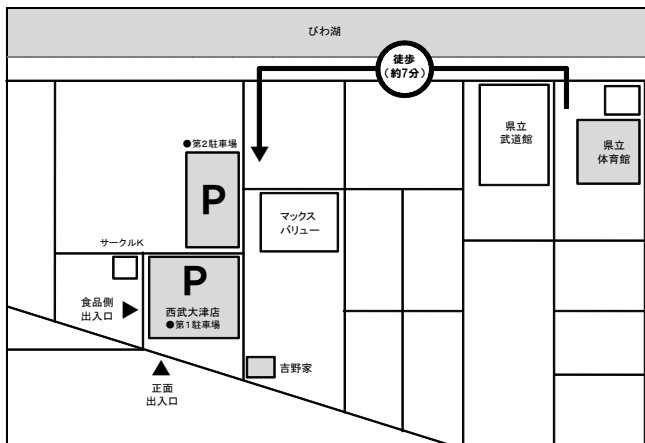 びわ湖
徒歩
（約7分）
●第2駐車場
P
県立
武道館
県立
体育館
マックス
バリュー
サークルK
P
西武大津店
●第1駐車場
食品側
出入口
吉野家
正面
出入口